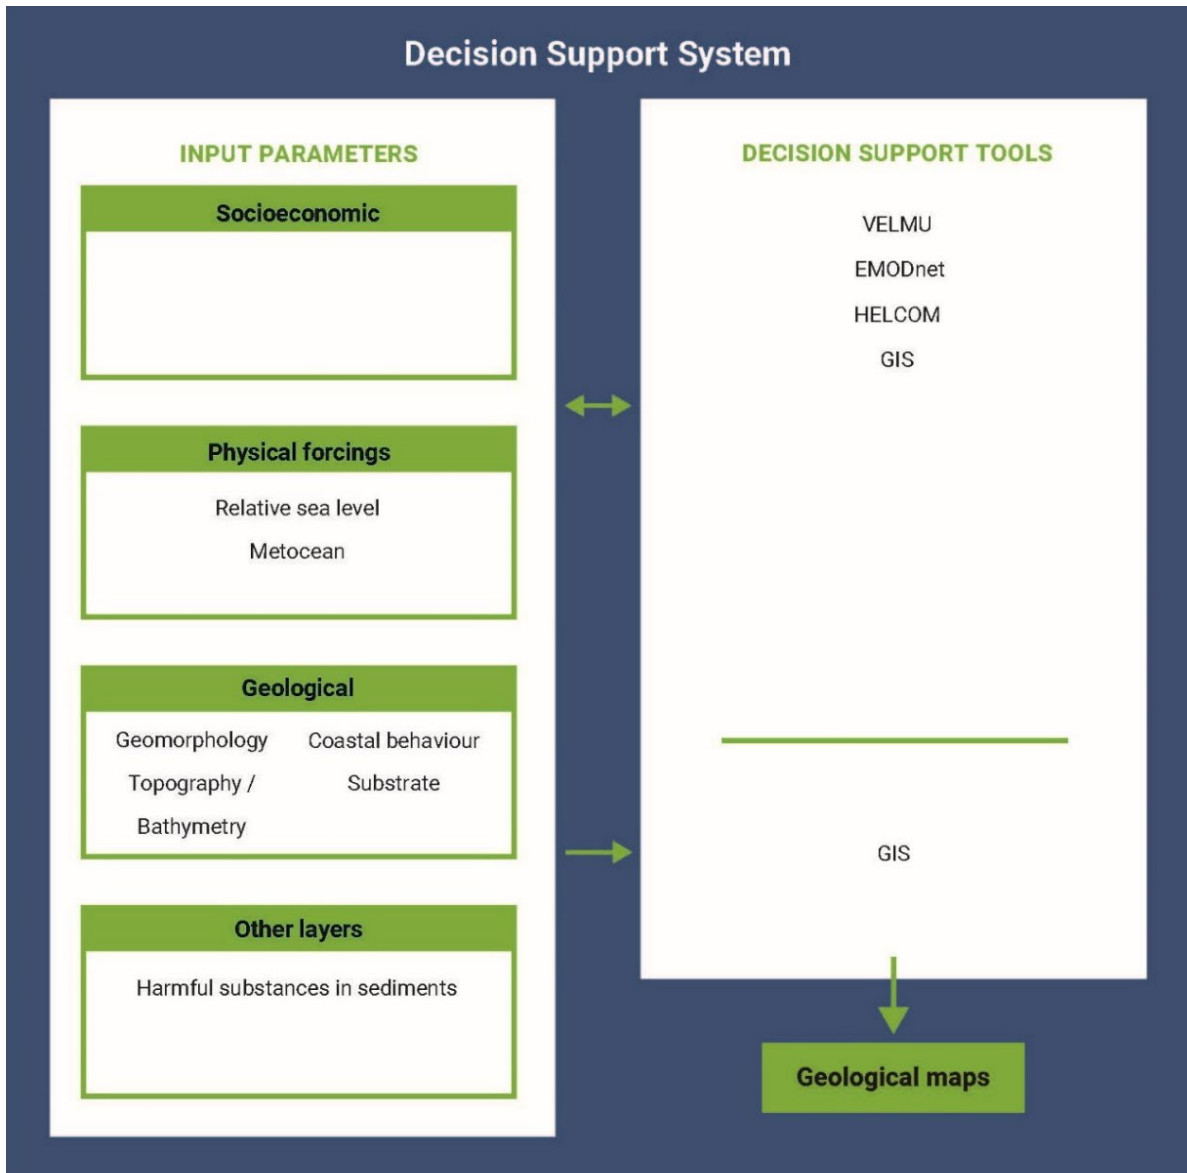 Decision Support System
INPUT PARAMETERS
Socioeconomic
Physical forcings
Relative sea level
Metocean
Geological
Geomorphology
Topography /
Bathymetry
Coastal behaviour
Substrate
Other layers
Harmful substances in sediments
DECISION SUPPORT TOOLS
VELMU
EMODnet
HELCOM
GIS
GIS
Geological maps